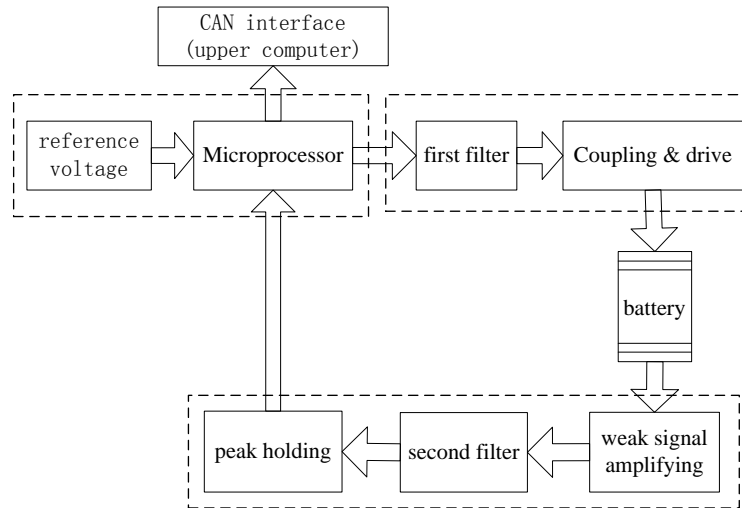 CAN interface
(upper computer)
reference
voltage
Microprocessor
first filter
Coupling & drive
battery
peak holding
second filter
weak signal
amplifying